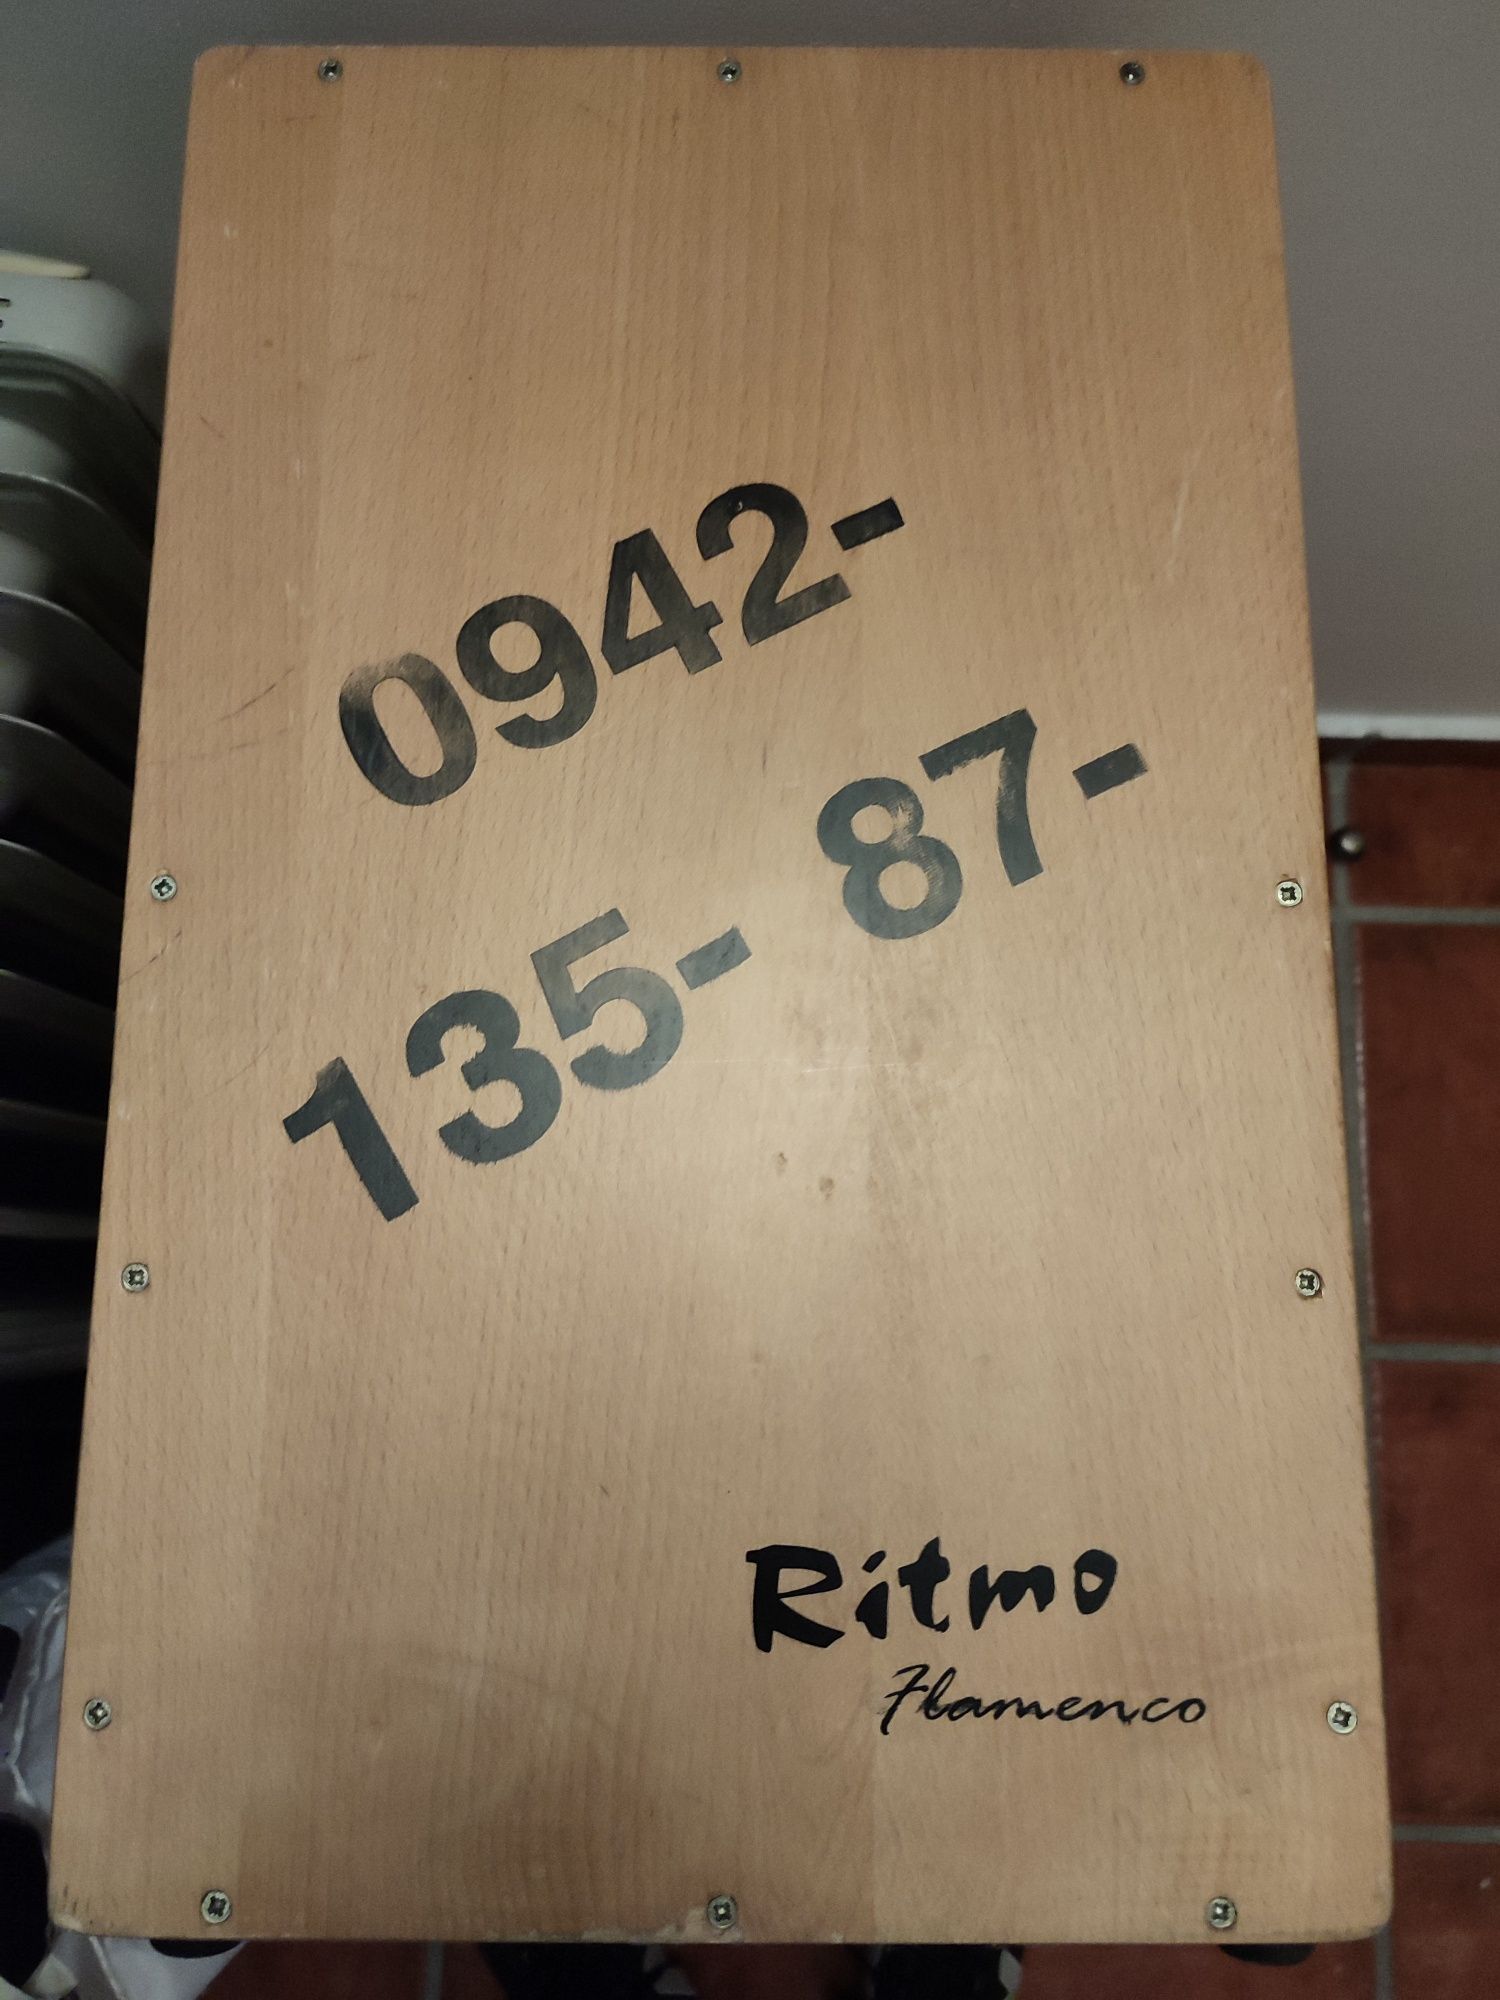 0942-
135- 87-
Ritmo
Flamenco